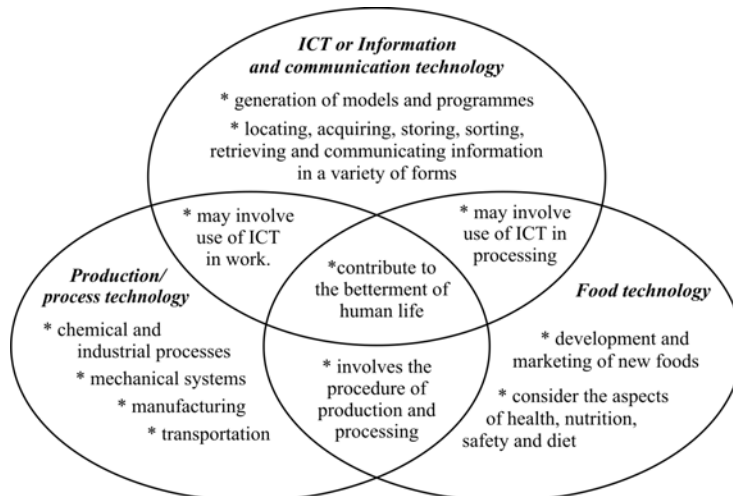 ICT or Information
and communication technology
* generation of models and programmes
* locating, acquiring, storing, sorting,
retrieving and communicating information
in a variety of forms
* may involve
use of ICT
in work.
* may involve
use of ICT in
processing
*contribute to
the betterment of
human life
Production/
process technology
* chemical and
industrial processes
* mechanical systems
* manufacturing
* transportation
* involves the
procedure of
production and
processing
Food technology
* development and
marketing of new foods
* consider the aspects
of health, nutrition,
safety and diet